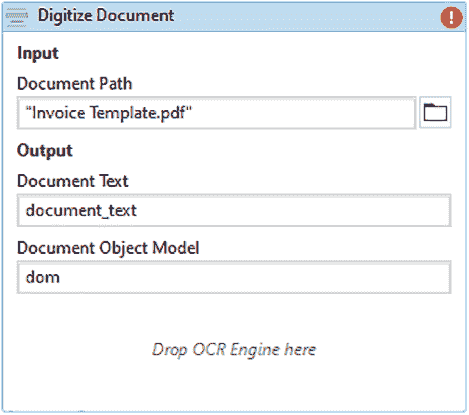 Digitize Document
Input
Document Path
"Invoice Template.pdf"
Output
Document Text
document_text
Document Object Model
dom
Drop OCR Engine here